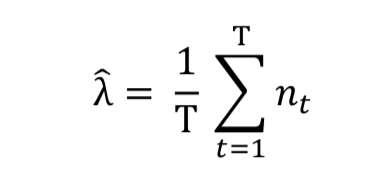 λ̂ = 1/T ∑_{t=1}^{T} n_t